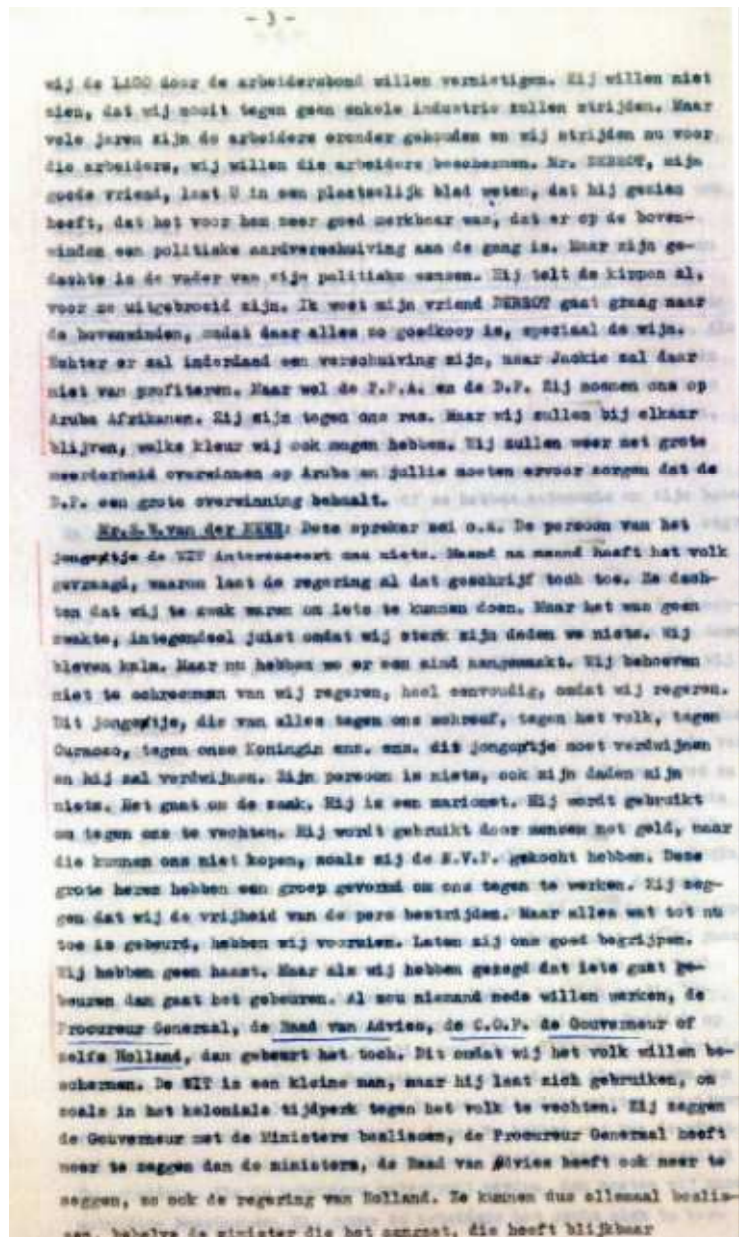 - 3 -
wij de LAGO door de arbeidersbond willen vernietigen. Zij willen niet
zien, dat wij nooit tegen geen enkele industrie zullen strijden. Maar
vele jaren zijn de arbeiders eronder gehouden en wij strijden nu voor
die arbeiders, wij willen die arbeiders beschermen. Mr. DEBROT, mijn
goede vriend, laat U in een plaatselijk blad weten, dat hij gezien
heeft, dat het voor hem zeer goed merkbaar was, dat er op de boven-
winden een politieke aardverschuiving aan de gang is. Maar zijn ge-
dachte is de vader van zijn politieke wensen. Hij telt de kippen al,
voor ze uitgebroeid zijn. Ik weet mijn vriend DEBROT gaat graag naar
de bovenwinden, omdat daar alles zo goedkoop is, speciaal de wijn.
Echter er zal inderdaad een verschuiving zijn, maar Jackie zal daar
niet van profiteren. Maar wel de P.P.A. en de D.P. Zij noemen ons op
Aruba Afrikanen. Zij zijn tegen ons ras. Maar wij zullen bij elkaar
blijven, welke kleur wij ook mogen hebben. Wij zullen weer met grote
meerderheid overwinnen op Aruba en jullie moeten ervoor zorgen dat de
D.P. een grote overwinning behaalt.
Mr.S.W.van der MEER: Deze spreker zei o.a. De persoon van het
jongetje de WIT interesseert ons niets. Maand na maand heeft het volk
gevraagd, waarom laat de regering al dat geschrijf toch toe. Ze dach-
ten dat wij te zwak waren om iets te kunnen doen. Maar het was geen
zwakte, integendeel juist omdat wij sterk zijn deden we niets. Wij
bleven kalm. Maar nu hebben we er een eind aangemaakt. Wij behoeven
niet te schreeuwen van wij regeren, heel eenvoudig, omdat wij regeren.
Dit jongetje, die van alles tegen ons schreef, tegen het volk, tegen
Curacao, tegen onze Koningin enz. enz. dit jongetje moet verdwijnen
en hij zal verdwijnen. Zijn persoon is niets, ook zijn daden zijn
niets. Het gaat om de zaak. Hij is een marionet. Hij wordt gebruikt
om tegen ons te vechten. Hij wordt gebruikt door mensen met geld, maar
die kunnen ons niet kopen, zoals zij de N.V.P. gekocht hebben. Deze
grote heren hebben een groep gevormd om ons tegen te werken. Zij zeg-
gen dat wij de vrijheid van de pers bestrijden. Maar alles wat tot nu
toe is gebeurd, hebben wij voorzien. Laten zij ons goed begrijpen.
Wij hebben geen haast. Maar als wij hebben gezegd dat iets gaat ge-
beuren dan gaat het gebeuren. Al zou niemand mede willen werken, de
Procureur Generaal, de Raad van Advies, de C.O.P. de Gouverneur of
zelfs Holland, dan gebeurt het toch. Dit omdat wij het volk willen be-
schermen. De WIT is een kleine man, maar hij laat zich gebruiken, om
zoals in het koloniale tijdperk tegen het volk te vechten. Zij zeggen
de Gouverneur met de Ministers beslissen, de Procureur Generaal heeft
meer te zeggen dan de ministers, de Raad van Advies heeft ook meer te
zeggen, zo ook de regering van Holland. Ze kunnen dus allemaal beslis-
sen, behalve de minister die het aangaat, die heeft blijkbaar